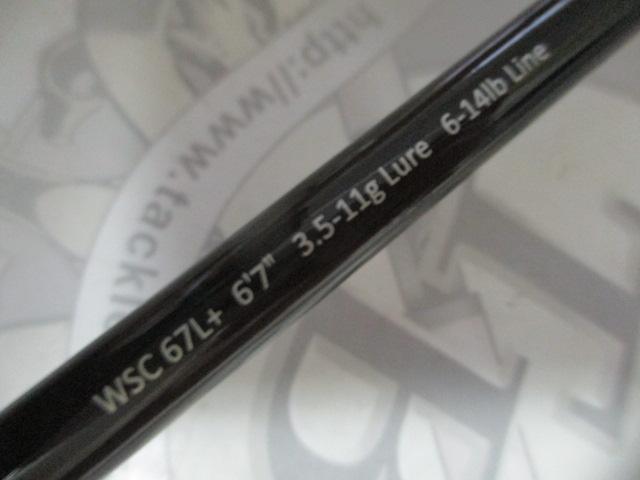 WSC 67L+ 6'7" 3.5-11g Lure 6-14lb Line
http://www.tackle